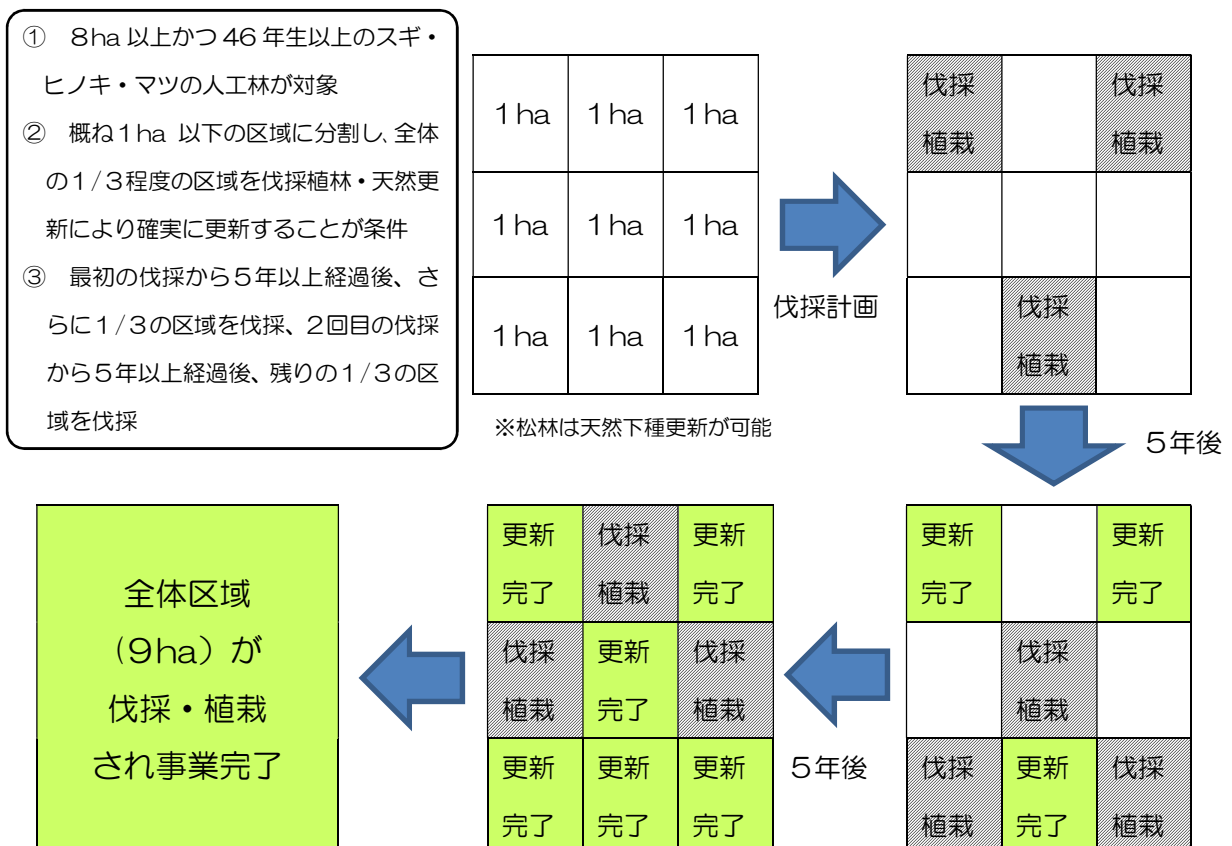 ① 8ha 以上かつ 46 年生以上のスギ・
ヒノキ・マツの人工林が対象
② 概ね1ha 以下の区域に分割し、全体
の1/3程度の区域を伐採植林・天然更
新により確実に更新することが条件
③ 最初の伐採から5年以上経過後、さ
らに1/3の区域を伐採、2回目の伐採
から5年以上経過後、残りの1/3の区
域を伐採
1ha 1ha 1ha
1ha 1ha 1ha
1ha 1ha 1ha
※松林は天然下種更新が可能
伐採計画
伐採 伐採
植栽 植栽
伐採
植栽
5年後
更新 更新
完了 完了
伐採
植栽
伐採 更新 伐採
植栽 完了 植栽
5年後
更新 伐採 更新
完了 植栽 完了
伐採 更新 伐採
植栽 完了 植栽
更新 更新 更新
完了 完了 完了
全体区域
(9ha)が
伐採・植栽
され事業完了